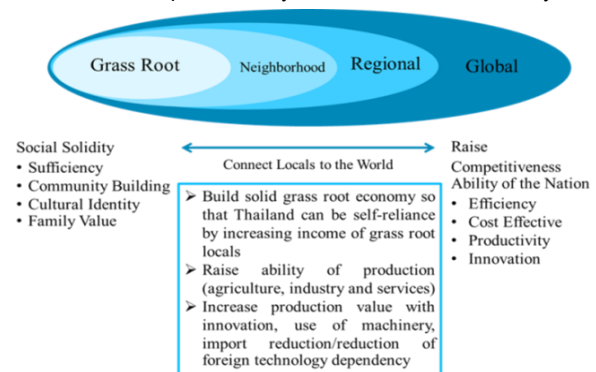 Grass Root
Neighborhood
Regional
Global
Social Solidity
• Sufficiency
• Community Building
• Cultural Identity
• Family Value
Connect Locals to the World
➢ Build solid grass root economy so
that Thailand can be self-reliance
by increasing income of grass root
locals
➢ Raise ability of production
(agriculture, industry and services)
➢ Increase production value with
innovation, use of machinery,
import reduction/reduction of
foreign technology dependency
Raise
Competitiveness
Ability of the Nation
• Efficiency
• Cost Effective
• Productivity
• Innovation